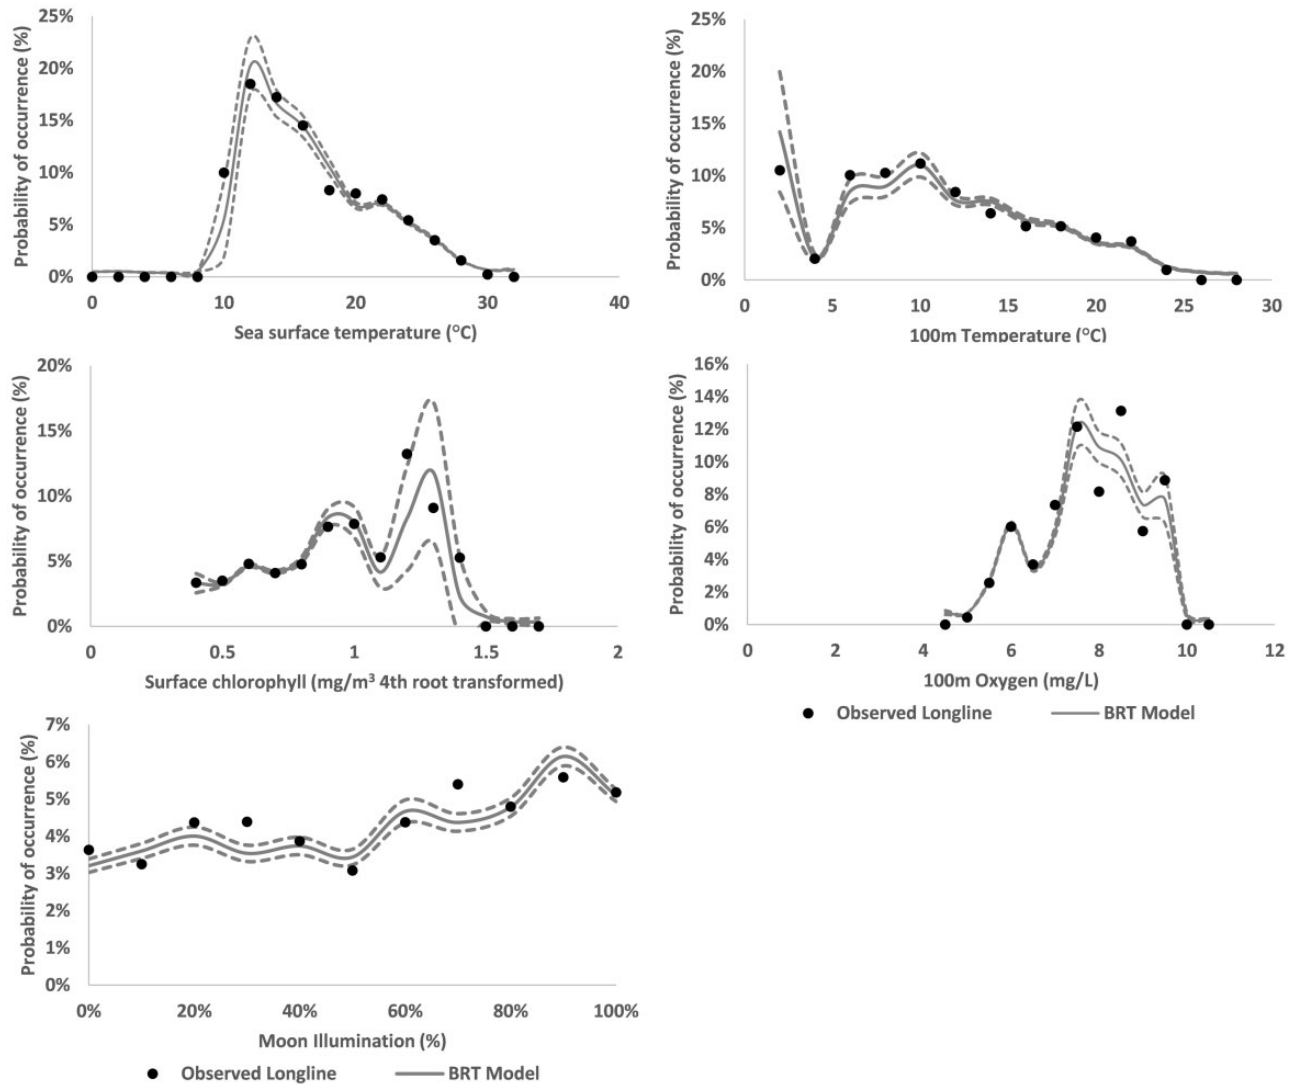 Probability of occurrence (%)
25%
20%
15%
10%
5%
0%
0 10 20 30 40
Sea surface temperature (°C)
Probability of occurrence (%)
25%
20%
15%
10%
5%
0%
0 5 10 15 20 25 30
100m Temperature (°C)
Probability of occurrence (%)
20%
15%
10%
5%
0%
0 0.5 1 1.5 2
Surface chlorophyll (mg/m³ 4th root transformed)
Probability of occurrence (%)
16%
14%
12%
10%
8%
6%
4%
2%
0%
0 2 4 6 8 10 12
100m Oxygen (mg/L)
Observed Longline BRT Model
Probability of occurrence (%)
7%
6%
5%
4%
3%
2%
1%
0%
0% 20% 40% 60% 80% 100%
Moon Illumination (%)
Observed Longline BRT Model